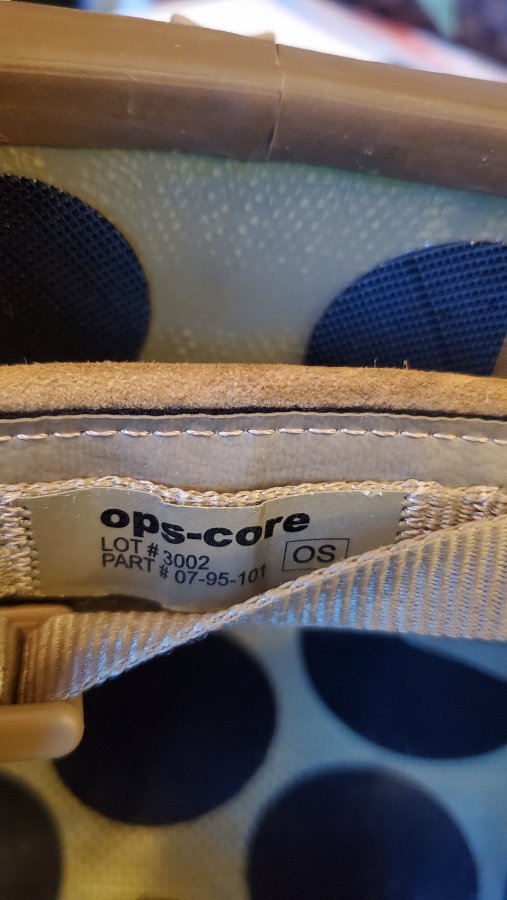 ops-core
LOT # 3002
PART # 07-95-101
OS